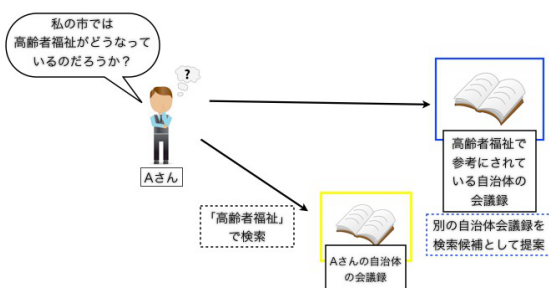 私の市では
高齢者福祉がどうなって
いるのだろうか？
?
Aさん
「高齢者福祉」
で検索
Aさんの自治体
の会議録
高齢者福祉で
参考にされて
いる自治体の
会議録
別の自治体会議録を
検索候補として提案